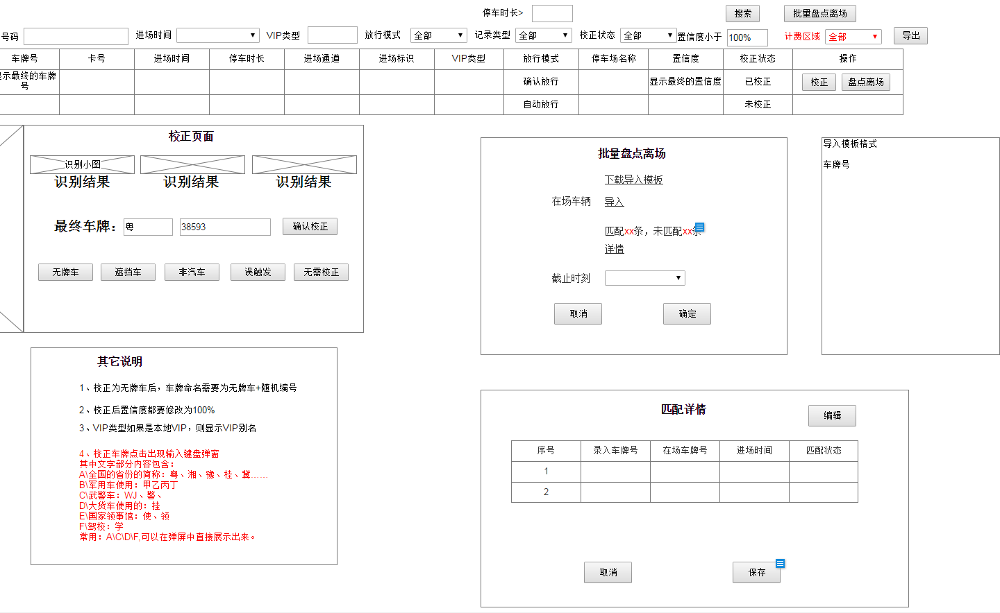 停车时长>
搜索
批量盘点离场
号码
进场时间
VIP类型
放行模式
全部
记录类型
全部
校正状态
全部
置信度小于
100%
计费区域
全部
导出
车牌号
卡号
进场时间
停车时长
进场通道
进场标识
VIP类型
放行模式
停车场名称
置信度
校正状态
操作
显示最终的车牌
号
确认放行
显示最终的置信度
已校正
校正
盘点离场
自动放行
未校正
校正页面
识别小图
识别结果
识别结果
识别结果
最终车牌：
粤
38593
确认校正
无牌车
遮挡车
非汽车
误触发
无需校正
批量盘点离场
下载导入模板
在场车辆
导入
匹配xx条，未匹配xx条
详情
截止时刻
取消
确定
导入模板格式
车牌号
其它说明
1、校正为无牌车后，车牌命名需要为无牌车+随机编号
2、校正后置信度都要修改为100%
3、VIP类型如果是本地VIP，则显示VIP别名
4、校正车牌点击出现输入键盘弹窗
其中文字部分内容包含：
A\全国的省份的简称：粤、湘、豫、桂、冀……
B\军用车使用：甲乙丙丁
C\武警车：WJ、警、
D\大货车使用的：挂
E\国家领事馆：使、领
F\驾校：学
常用：A\C\D\F,可以在弹屏中直接展示出来。
匹配详情
编辑
序号
录入车牌号
在场车牌号
进场时间
匹配状态
1
2
取消
保存